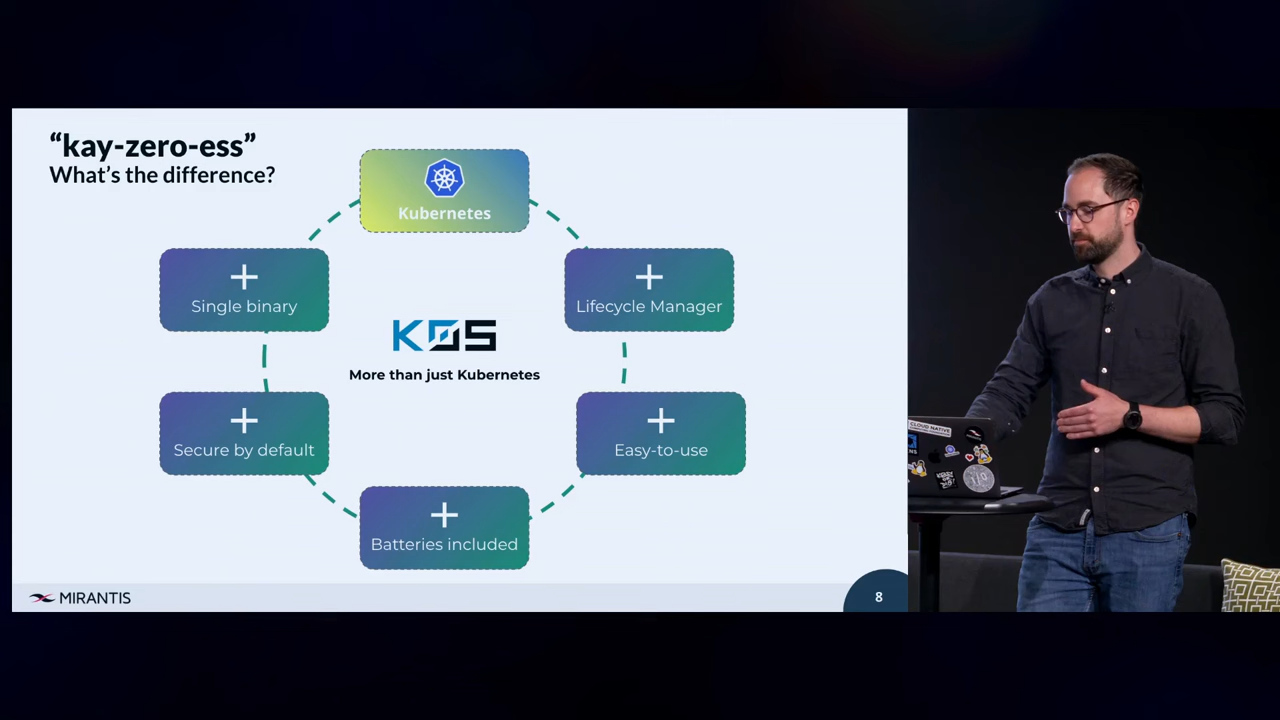 “kay-zero-ess”
What’s the difference?
Kubernetes
Single binary
Lifecycle Manager
K0S
More than just Kubernetes
Secure by default
Easy-to-use
Batteries included
MIRANTIS
8
CLOUD NATIVE